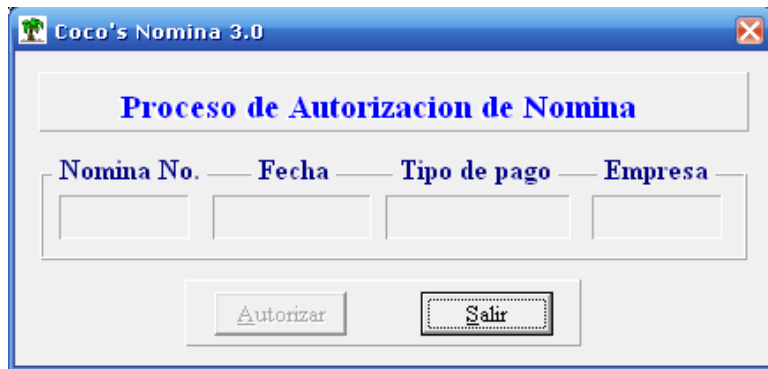 Coco's Nomina 3.0
Proceso de Autorizacion de Nomina
Nomina No. Fecha Tipo de pago Empresa
Autorizar Salir